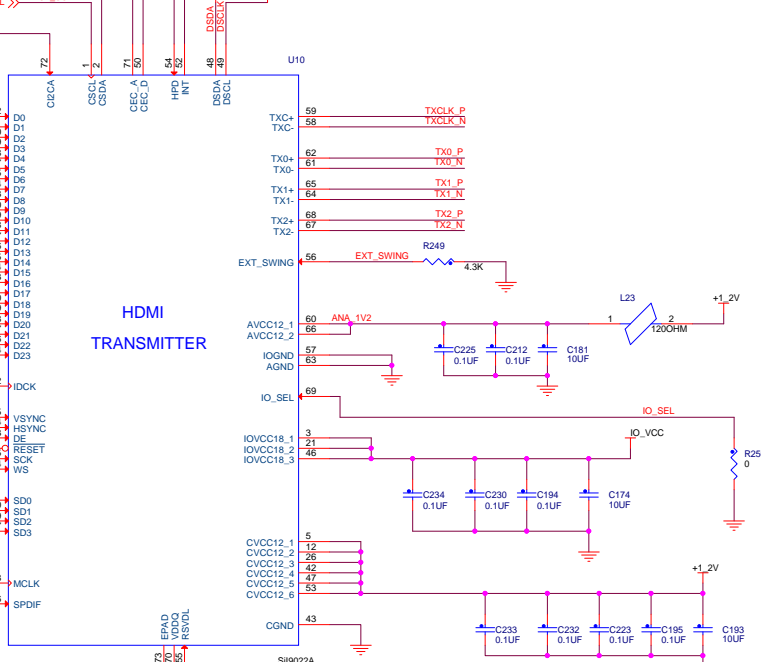 DSDA
DSCLK
72
1
2
71
50
54
52
48
49
U10
CI2CA
CSCL
CSDA
CEC_A
CEC_D
HPD
INT
DSDA
DSCL
D0
D1
D2
D3
D4
D5
D6
D7
D8
D9
D10
D11
D12
D13
D14
D15
D16
D17
D18
D19
D20
D21
D22
D23
IDCK
VSYNC
HSYNC
DE
RESET
SCK
WS
SD0
SD1
SD2
SD3
MCLK
SPDIF
HDMI
TRANSMITTER
TXC+ 59 TXCLK_P
TXC- 58 TXCLK_N
TX0+ 62 TX0_P
TX0- 61 TX0_N
TX1+ 65 TX1_P
TX1- 64 TX1_N
TX2+ 68 TX2_P
TX2- 67 TX2_N
EXT_SWING 56 EXT_SWING
R249
4.3K
AVCC12_1 60 ANA_1V2
AVCC12_2 66
L23
1 2
120OHM
+1_2V
C225
0.1UF
C212
0.1UF
C181
10UF
IOGND 57
AGND 63
IO_SEL 69
IO_SEL
R25
0
IOVCC18_1 3
IOVCC18_2 21
IOVCC18_3 46
IO_VCC
C234
0.1UF
C230
0.1UF
C194
0.1UF
C174
10UF
CVCC12_1 5
CVCC12_2 12
CVCC12_3 26
CVCC12_4 42
CVCC12_5 47
CVCC12_6 53
+1_2V
C233
0.1UF
C232
0.1UF
C223
0.1UF
C195
0.1UF
C193
10UF
CGND 43
EPAD
VDDQ
RSVDL
73
70
55
SiI9022A